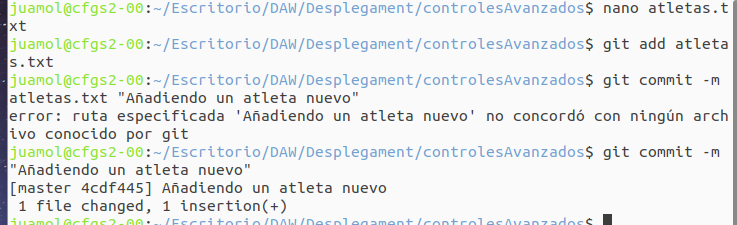 juamol@cfgs2-00:~/Escritorio/DAW/Desplegament/controlesAvanzados$ nano atletas.t
xt
juamol@cfgs2-00:~/Escritorio/DAW/Desplegament/controlesAvanzados$ git add atleta
s.txt
juamol@cfgs2-00:~/Escritorio/DAW/Desplegament/controlesAvanzados$ git commit -m
atletas.txt "Añadiendo un atleta nuevo"
error: ruta especificada 'Añadiendo un atleta nuevo' no concordó con ningún arch
ivo conocido por git
juamol@cfgs2-00:~/Escritorio/DAW/Desplegament/controlesAvanzados$ git commit -m
"Añadiendo un atleta nuevo"
[master 4cdf445] Añadiendo un atleta nuevo
 1 file changed, 1 insertion(+)
juamol@cfgs2-00:~/Escritorio/DAW/Desplegament/controlesAvanzados$